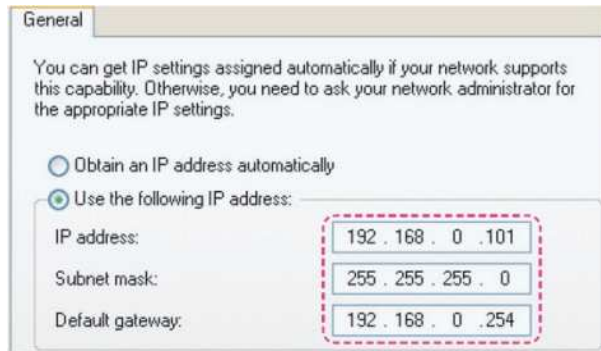 General
You can get IP settings assigned automatically if your network supports
this capability. Otherwise, you need to ask your network administrator for
the appropriate IP settings.
Obtain an IP address automatically
Use the following IP address:
IP address: 192 . 168 . 0 .101
Subnet mask: 255 . 255 . 255 . 0
Default gateway: 192 . 168 . 0 .254